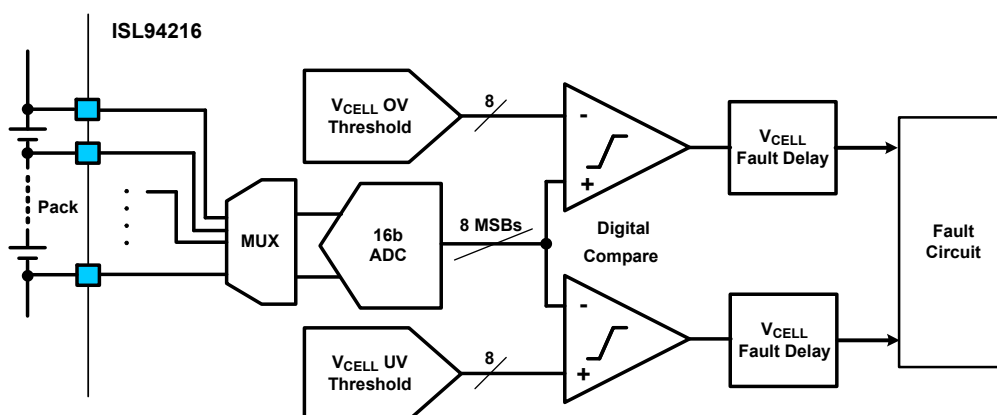 ISL94216
VCELL OV
Threshold
8
-
+
VCELL
Fault Delay
Pack
MUX
16b
ADC
8 MSBs
Digital
Compare
Fault
Circuit
VCELL UV
Threshold
8
-
+
VCELL
Fault Delay